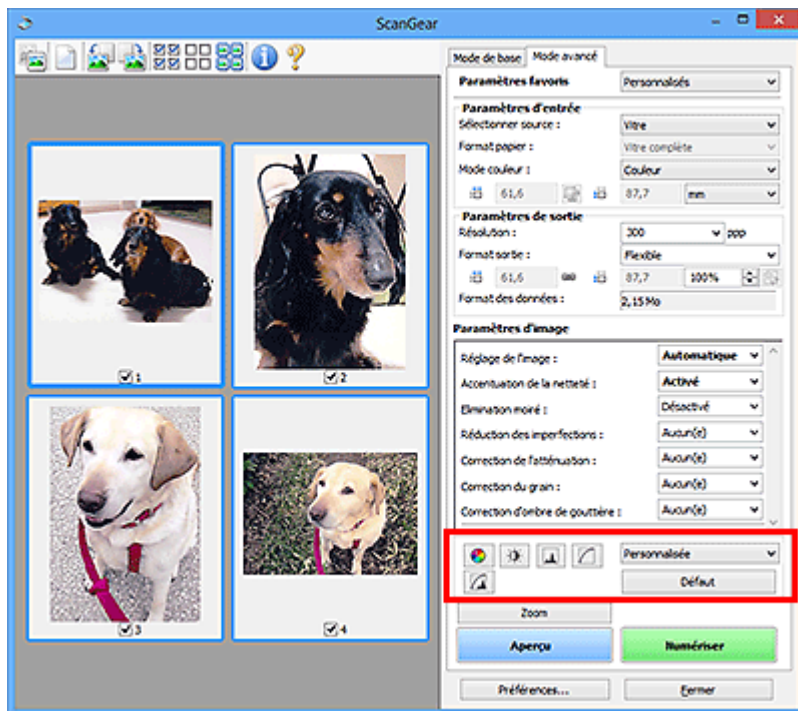 ScanGear
Mode de base Mode avancé
Paramètres favoris Personnalisés
Paramètres d'entrée
Sélectionner source : Vitre
Format papier : Vitre complète
Mode couleur : Couleur
61,6 87,7 mm
Paramètres de sortie
Résolution : 300 ppp
Format sortie : Flexible
61,6 87,7 100%
Format des données : 2,15 Mo
Paramètres d'image
Réglage de l'image : Automatique
Accentuation de la netteté : Activé
Elimination moiré : Désactivé
Réduction des imperfections : Aucun(e)
Correction de l'atténuation : Aucun(e)
Correction du grain : Aucun(e)
Correction d'ombre de gouttière : Aucun(e)
Personnalisée
Défaut
Zoom
Aperçu Numériser
Préférences... Fermer
1
2
3
4